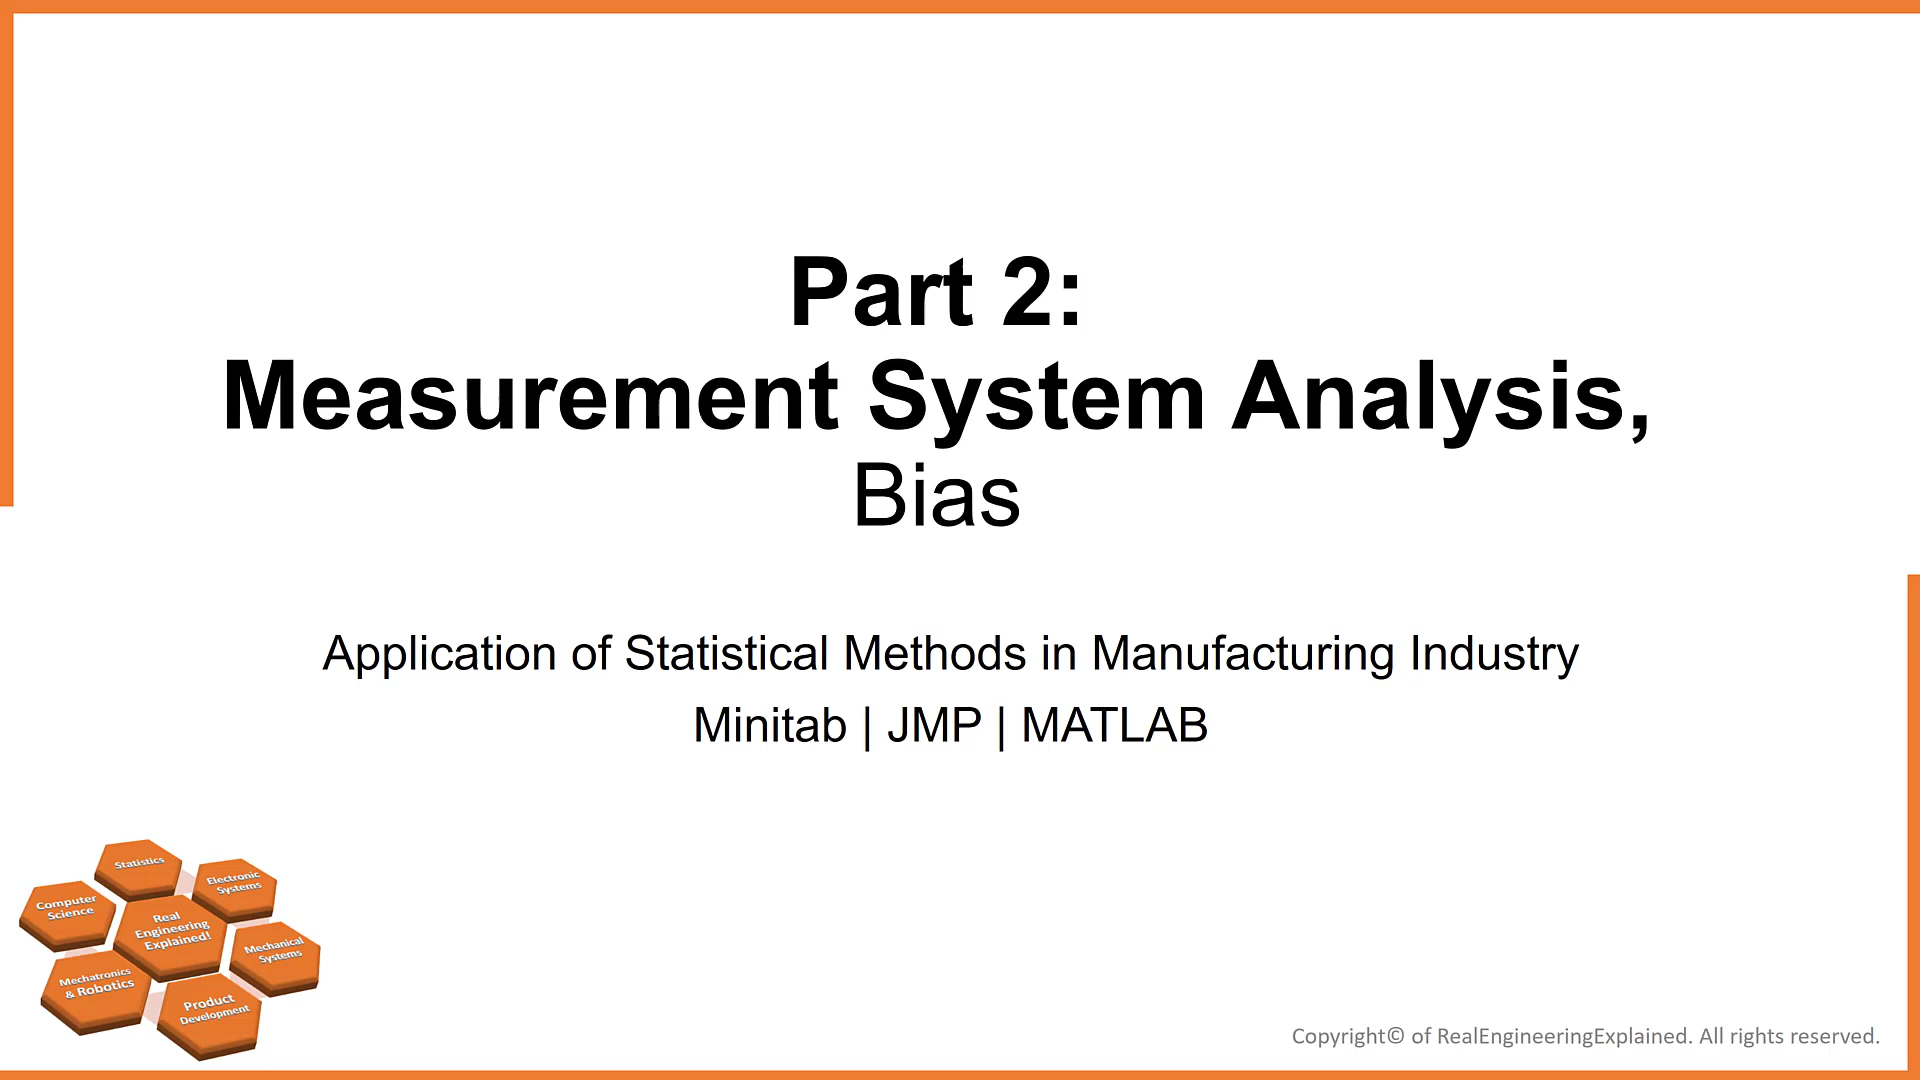 Part 2:
Measurement System Analysis,
Bias
Application of Statistical Methods in Manufacturing Industry
Minitab | JMP | MATLAB
Statistics
Electronic
Systems
Computer
Science
Real
Engineering
Explained!
Mechanical
Systems
Mechatronics
& Robotics
Product
Development
Copyright© of RealEngineeringExplained. All rights reserved.